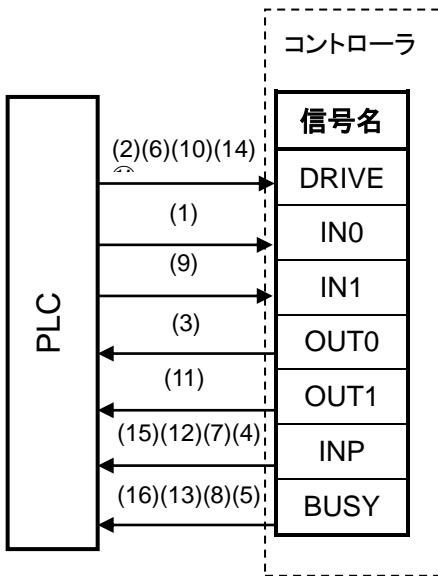 コントローラ
PLC
信号名
(2)(6)(10)(14)
DRIVE
(1)
IN0
(9)
IN1
(3)
OUT0
(11)
OUT1
(15)(12)(7)(4)
INP
(16)(13)(8)(5)
BUSY